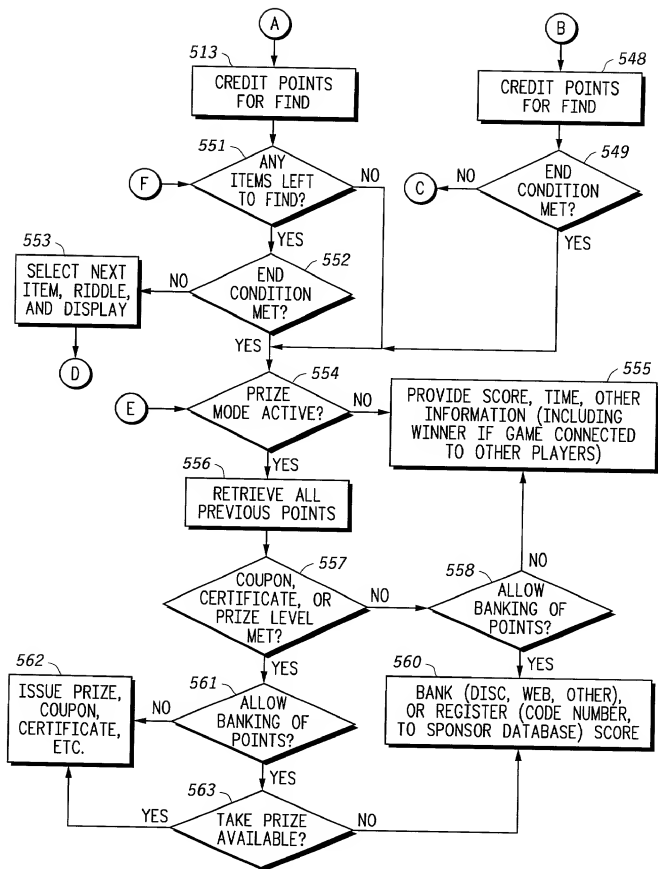 A
B
513
CREDIT POINTS
FOR FIND
548
CREDIT POINTS
FOR FIND
551
ANY
ITEMS LEFT
TO FIND?
F
NO
YES
549
END
CONDITION
MET?
NO
C
YES
553
SELECT NEXT
ITEM, RIDDLE,
AND DISPLAY
D
552
END
CONDITION
MET?
NO
YES
554
PRIZE
MODE ACTIVE?
E
NO
YES
555
PROVIDE SCORE, TIME, OTHER
INFORMATION (INCLUDING
WINNER IF GAME CONNECTED
TO OTHER PLAYERS)
556
RETRIEVE ALL
PREVIOUS POINTS
557
COUPON,
CERTIFICATE, OR
PRIZE LEVEL
MET?
NO
YES
558
ALLOW
BANKING OF
POINTS?
NO
YES
562
ISSUE PRIZE,
COUPON,
CERTIFICATE,
ETC.
561
ALLOW
BANKING OF
POINTS?
NO
YES
560
BANK (DISC, WEB, OTHER),
OR REGISTER (CODE NUMBER,
TO SPONSOR DATABASE) SCORE
563
TAKE PRIZE
AVAILABLE?
YES
NO